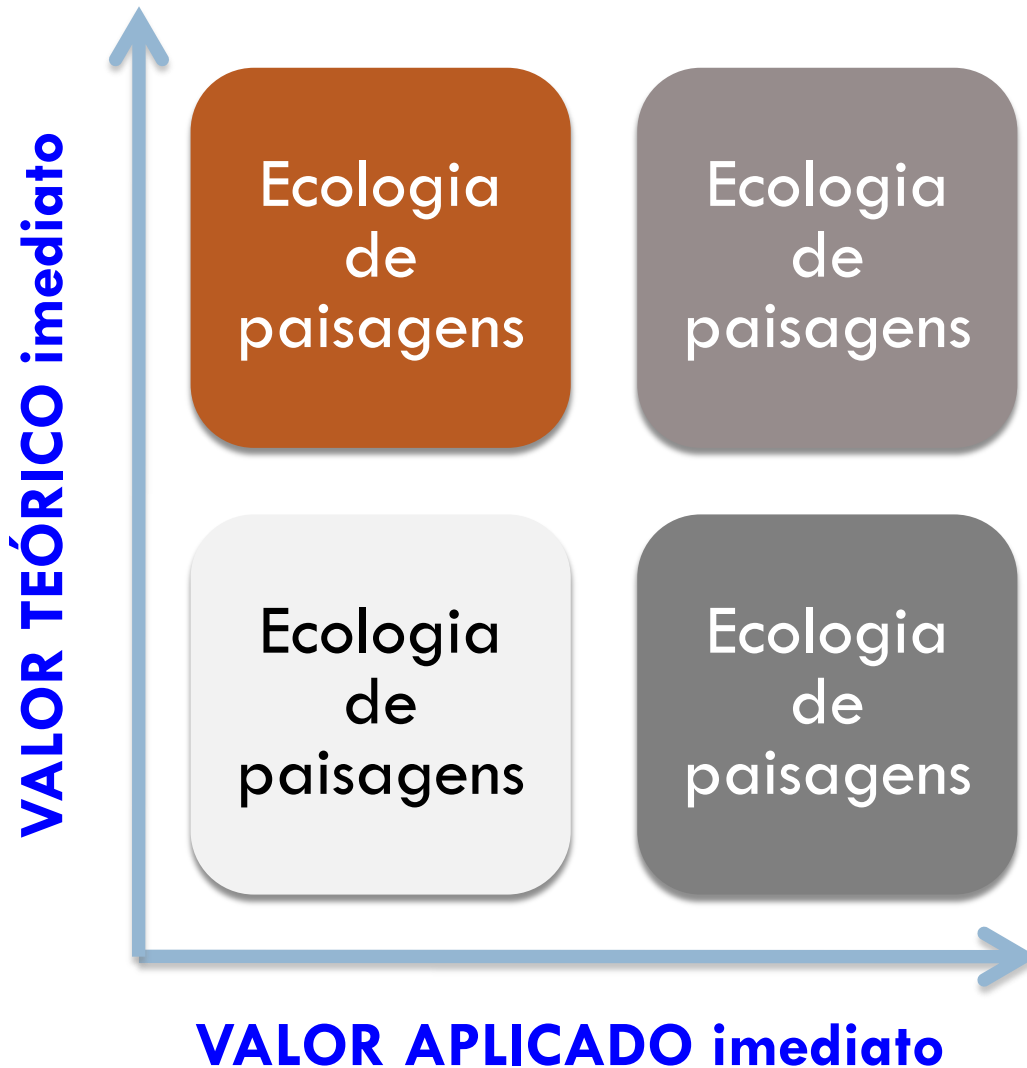 VALOR TEÓRICO imediato
Ecologia
de
paisagens
Ecologia
de
paisagens
Ecologia
de
paisagens
Ecologia
de
paisagens
VALOR APLICADO imediato